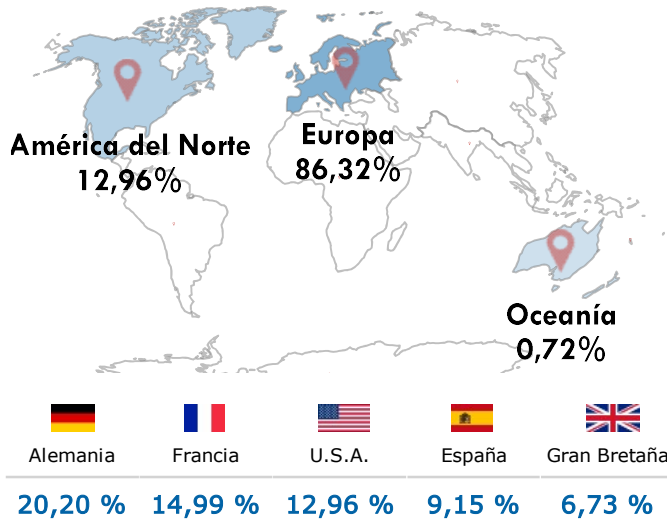 América del Norte
12,96%
Europa
86,32%
Oceanía
0,72%
Alemania Francia U.S.A. España Gran Bretaña
20,20 % 14,99 % 12,96 % 9,15 % 6,73 %